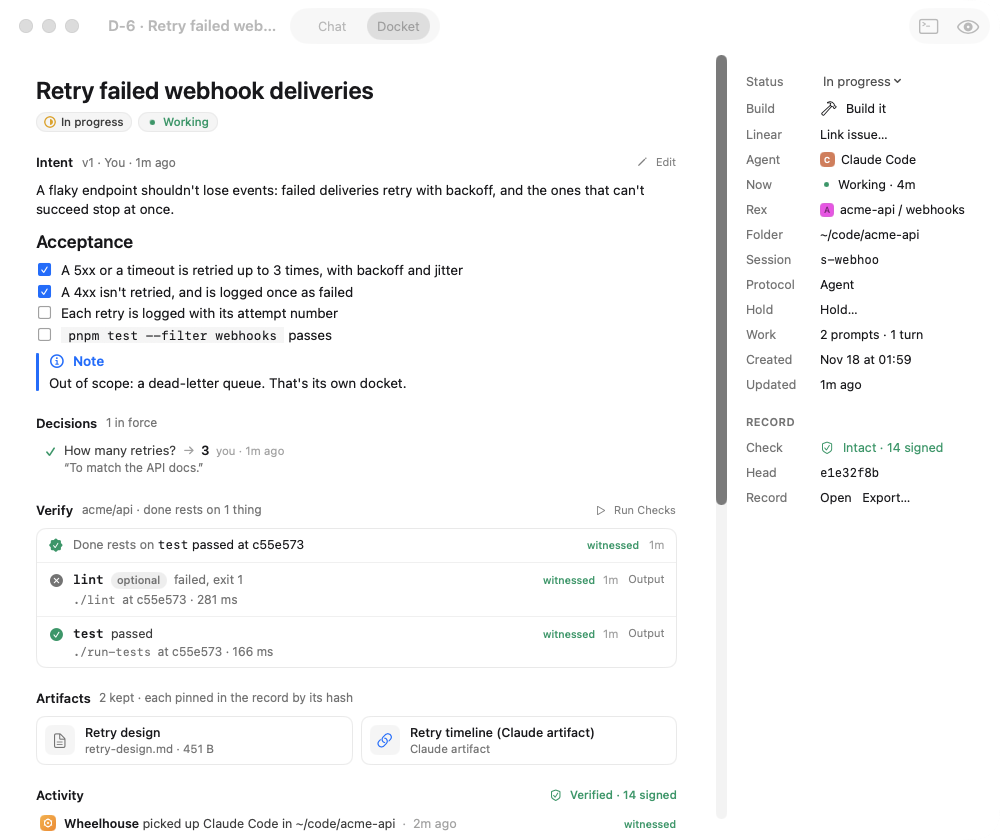 D-6 · Retry failed web...
Chat
Docket
Retry failed webhook deliveries
In progress
Working
Intent v1 · You · 1m ago
Edit
A flaky endpoint shouldn't lose events: failed deliveries retry with backoff, and the ones that can't
succeed stop at once.
Acceptance
A 5xx or a timeout is retried up to 3 times, with backoff and jitter
A 4xx isn't retried, and is logged once as failed
Each retry is logged with its attempt number
pnpm test --filter webhooks passes
Note
Out of scope: a dead-letter queue. That's its own docket.
Decisions 1 in force
How many retries? → 3 you · 1m ago
“To match the API docs.”
Verify acme/api · done rests on 1 thing
Run Checks
Done rests on test passed at c55e573 witnessed 1m
lint optional failed, exit 1 witnessed 1m Output
./lint at c55e573 · 281 ms
test passed witnessed 1m Output
./run-tests at c55e573 · 166 ms
Artifacts 2 kept · each pinned in the record by its hash
Retry design
retry-design.md · 451 B
Retry timeline (Claude artifact)
Claude artifact
Activity
Verified · 14 signed
Wheelhouse picked up Claude Code in ~/code/acme-api · 2m ago witnessed
Status In progress
Build Build it
Linear Link issue...
Agent C Claude Code
Now Working · 4m
Rex A acme-api / webhooks
Folder ~/code/acme-api
Session s-webhoo
Protocol Agent
Hold Hold...
Work 2 prompts · 1 turn
Created Nov 18 at 01:59
Updated 1m ago
RECORD
Check Intact · 14 signed
Head e1e32f8b
Record Open Export...